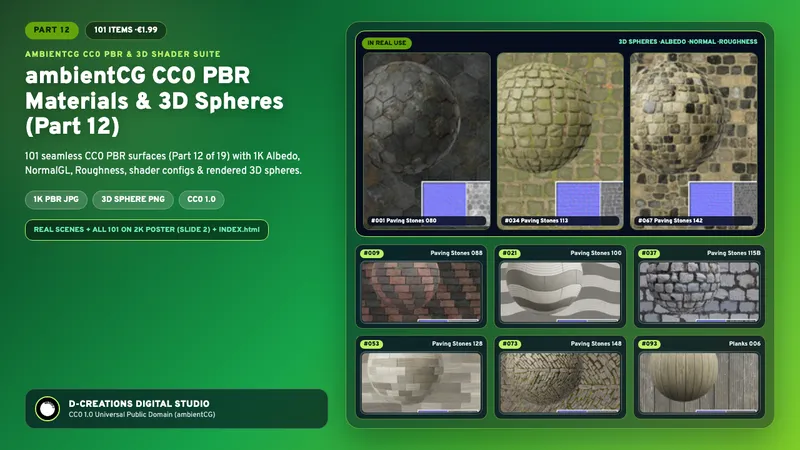 PART 12
101 ITEMS ·€1.99
AMBIENTCG CC0 PBR & 3D SHADER SUITE
ambientCG CC0 PBR
Materials & 3D Spheres
(Part 12)
101 seamless CC0 PBR surfaces (Part 12 of 19) with 1K Albedo,
NormalGL, Roughness, shader configs & rendered 3D spheres.
1K PBR JPG
3D SPHERE PNG
CC0 1.0
REAL SCENES + ALL 101 ON 2K POSTER (SLIDE 2) + INDEX.html
D-CREATIONS DIGITAL STUDIO
CC0 1.0 Universal Public Domain (ambientCG)
IN REAL USE
3D SPHERES ·ALBEDO ·NORMAL ·ROUGHNESS
#001 Paving Stones 080
#034 Paving Stones 113
#067 Paving Stones 142
#009
Paving Stones 088
#021
Paving Stones 100
#037
Paving Stones 115B
#053
Paving Stones 128
#073
Paving Stones 148
#093
Planks 006